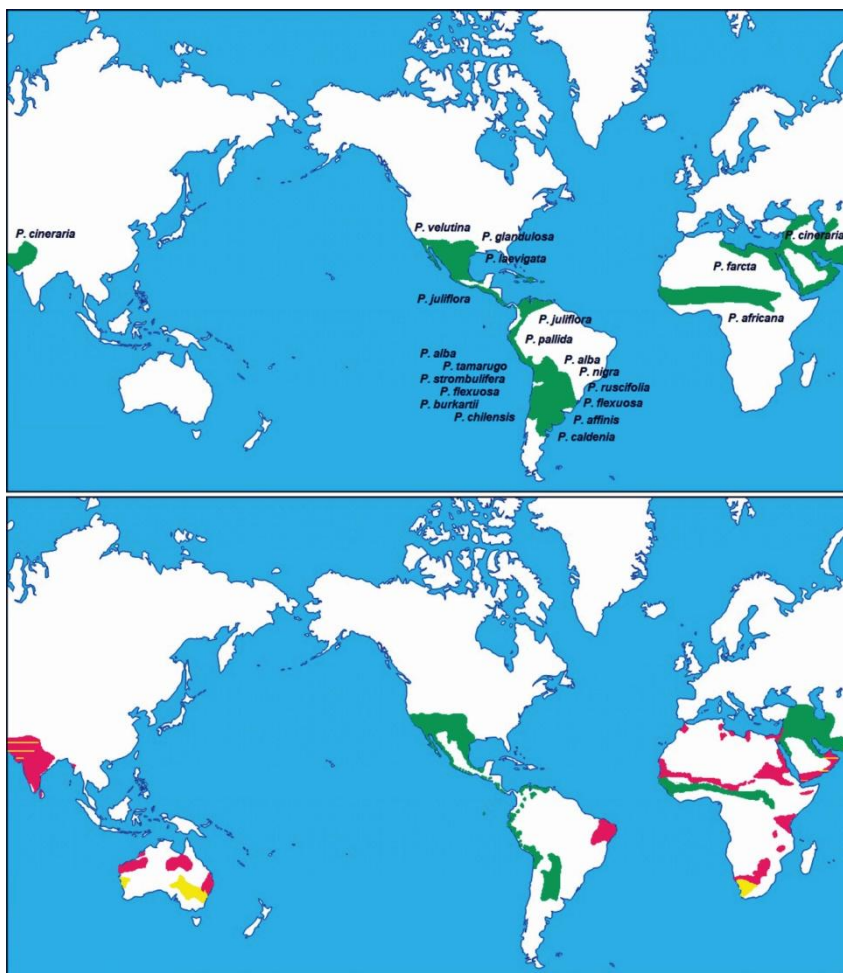 P. cineraria
P. velutina
P. glandulosa
P. laevigata
P. juliflora
P. cineraria
P. farcta
P. africana
P. juliflora
P. pallida
P. alba
P. tamarugo
P. strombulifera
P. flexuosa
P. burkartii
P. chilensis
P. alba
P. nigra
P. ruscifolia
P. flexuosa
P. affinis
P. caldenia